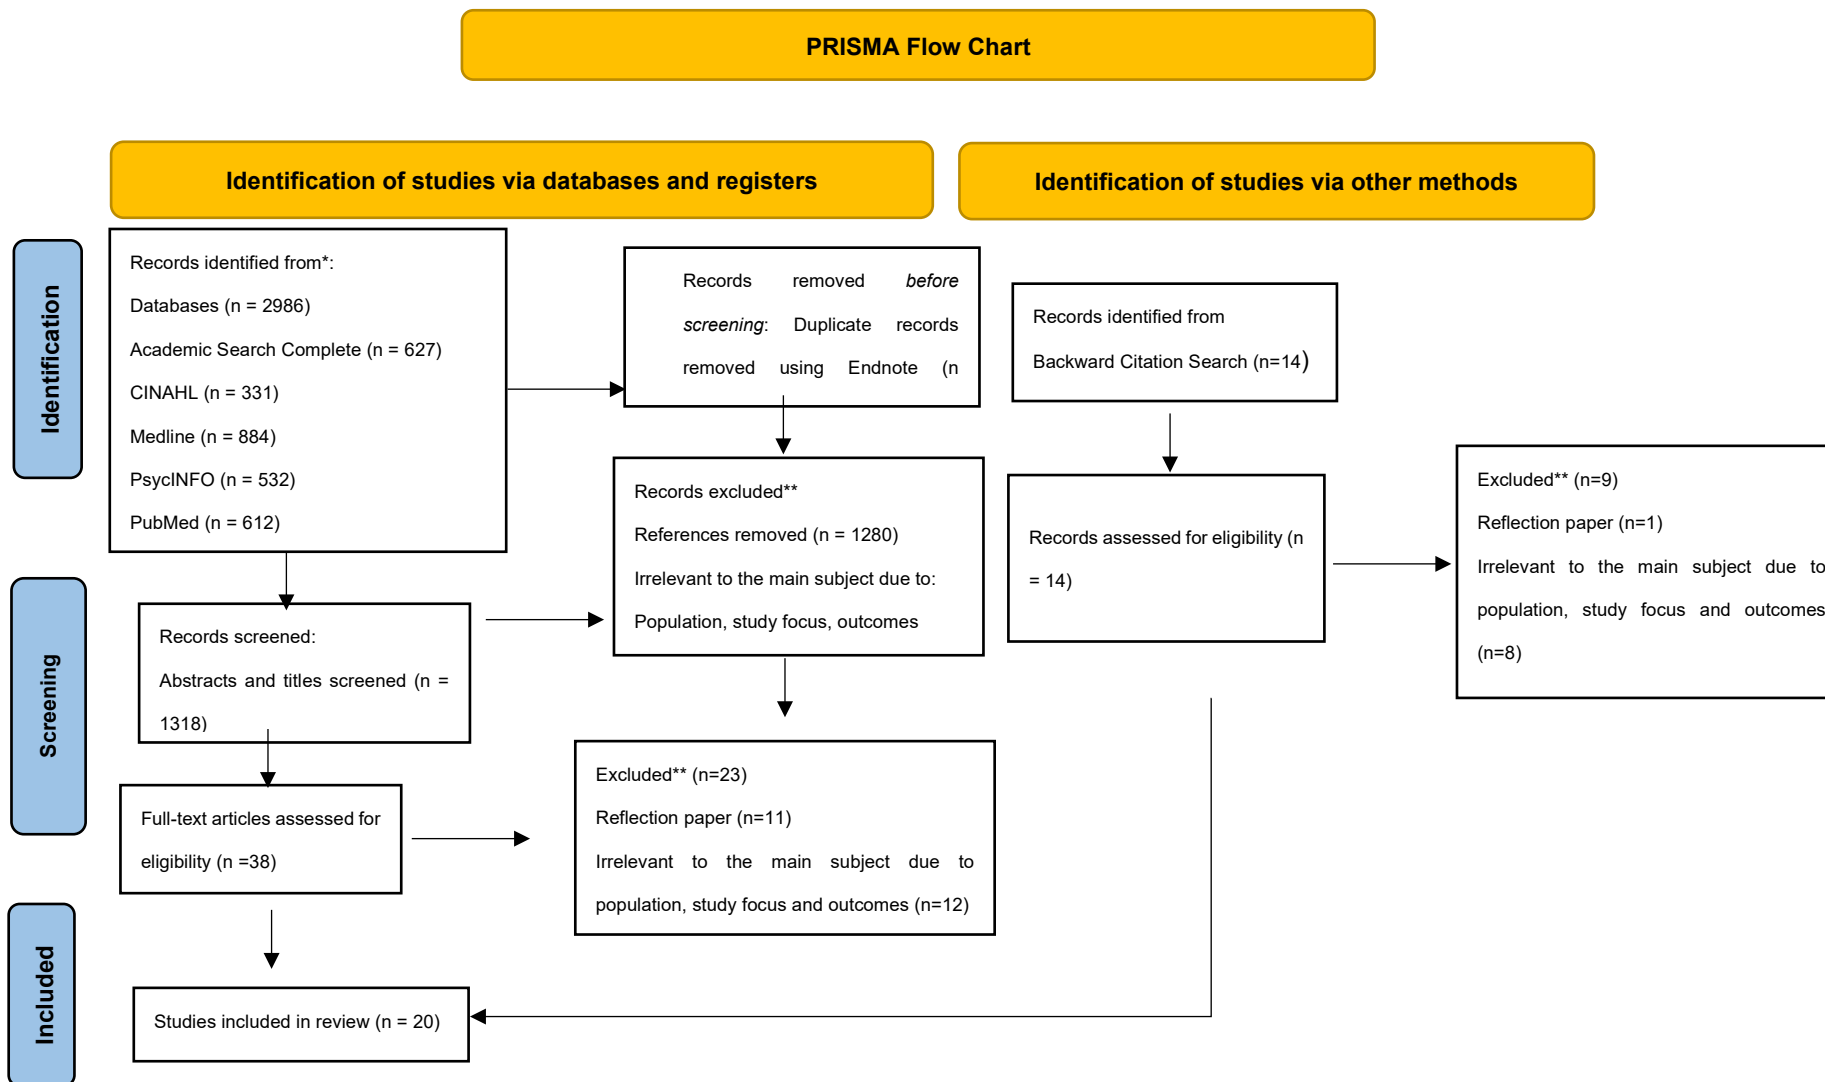 PRISMA Flow Chart
Identification of studies via databases and registers
Identification of studies via other methods
Identification
Records identified from*:
Databases (n = 2986)
Academic Search Complete (n = 627)
CINAHL (n = 331)
Medline (n = 884)
PsycINFO (n = 532)
PubMed (n = 612)
Records removed before
screening: Duplicate records
removed using Endnote (n
Records identified from
Backward Citation Search (n=14)
Records excluded**
References removed (n = 1280)
Irrelevant to the main subject due to:
Population, study focus, outcomes
Records assessed for eligibility (n
= 14)
Excluded** (n=9)
Reflection paper (n=1)
Irrelevant to the main subject due to
population, study focus and outcomes
(n=8)
Screening
Records screened:
Abstracts and titles screened (n =
1318)
Full-text articles assessed for
eligibility (n =38)
Excluded** (n=23)
Reflection paper (n=11)
Irrelevant to the main subject due to
population, study focus and outcomes (n=12)
Included
Studies included in review (n = 20)